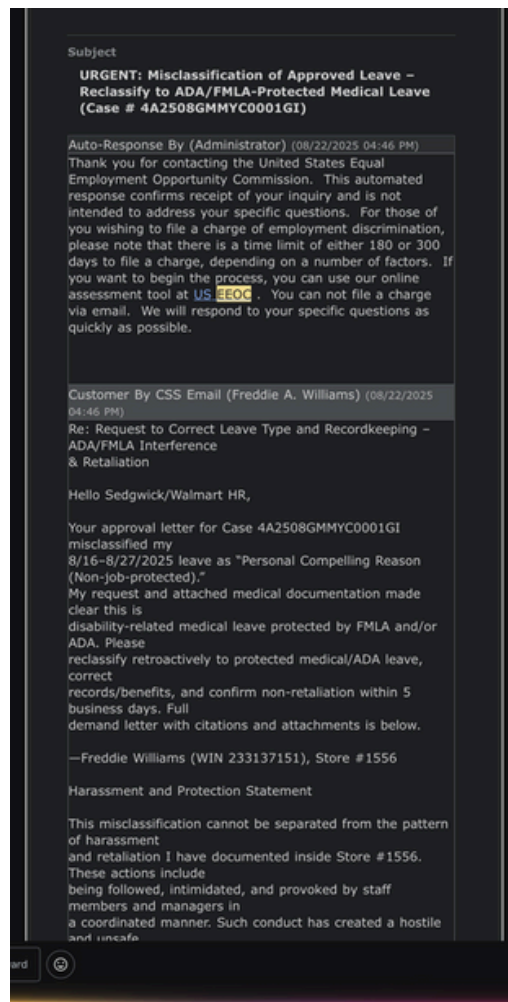 Subject
URGENT: Misclassification of Approved Leave –
Reclassify to ADA/FMLA-Protected Medical Leave
(Case # 4A2508GMMYC0001GI)
Auto-Response By (Administrator) (08/22/2025 04:46 PM)
Thank you for contacting the United States Equal
Employment Opportunity Commission.  This automated
response confirms receipt of your inquiry and is not
intended to address your specific questions.  For those of
you wishing to file a charge of employment discrimination,
please note that there is a time limit of either 180 or 300
days to file a charge, depending on a number of factors.  If
you want to begin the process, you can use our online
assessment tool at US EEOC .  You can not file a charge
via email.  We will respond to your specific questions as
quickly as possible.
Customer By CSS Email (Freddie A. Williams) (08/22/2025
04:46 PM)
Re: Request to Correct Leave Type and Recordkeeping –
ADA/FMLA Interference
& Retaliation
Hello Sedgwick/Walmart HR,
Your approval letter for Case 4A2508GMMYC0001GI
misclassified my
8/16–8/27/2025 leave as “Personal Compelling Reason
(Non-job-protected).”
My request and attached medical documentation made
clear this is
disability-related medical leave protected by FMLA and/or
ADA. Please
reclassify retroactively to protected medical/ADA leave,
correct
records/benefits, and confirm non-retaliation within 5
business days. Full
demand letter with citations and attachments is below.
—Freddie Williams (WIN 233137151), Store #1556
Harassment and Protection Statement
This misclassification cannot be separated from the pattern
of harassment
and retaliation I have documented inside Store #1556.
These actions include
being followed, intimidated, and provoked by staff
members and managers in
a coordinated manner. Such conduct has created a hostile
and unsafe
ard